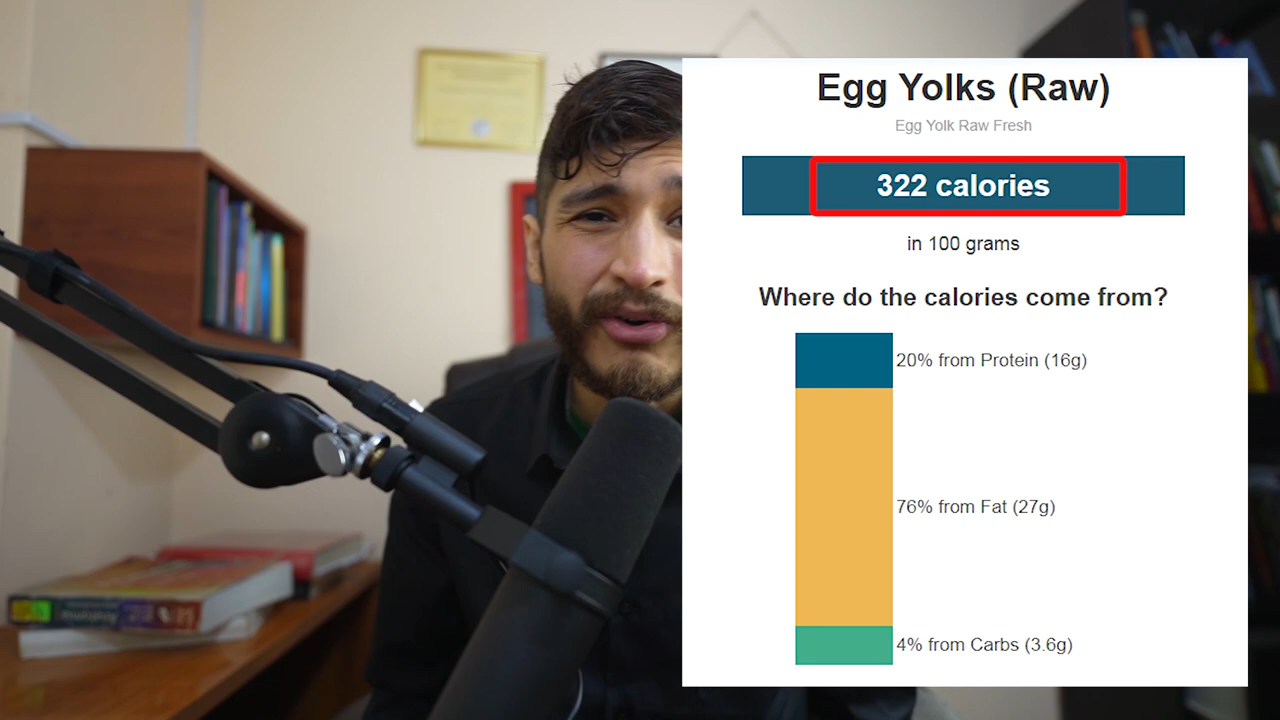 Egg Yolks (Raw)
Egg Yolk Raw Fresh
322 calories
in 100 grams
Where do the calories come from?
20% from Protein (16g)
76% from Fat (27g)
4% from Carbs (3.6g)